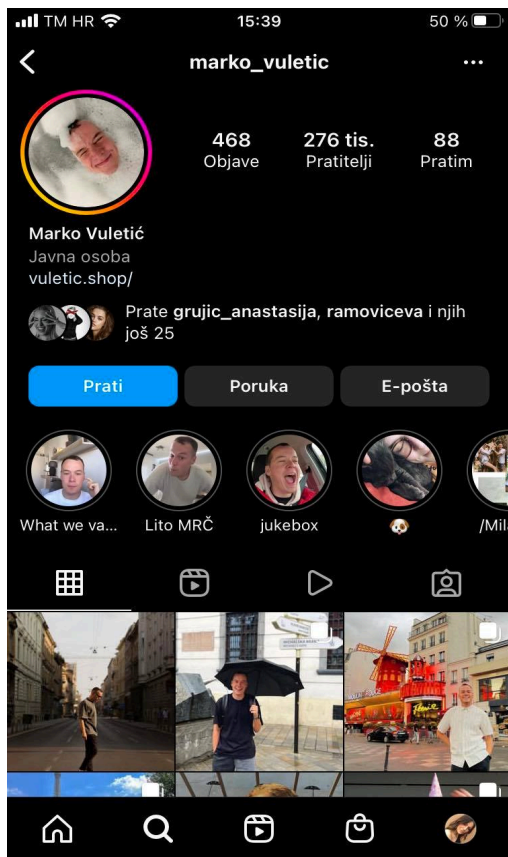 TM HR 15:39 50 %
marko_vuletic
468 276 tis. 88
Objave Pratitelji Pratim
Marko Vuletić
Javna osoba
vuletic.shop/
Prate grujic_anastasija, ramoviceva i njih
još 25
Prati Poruka E-pošta
What we va... Lito MRČ jukebox /Mil